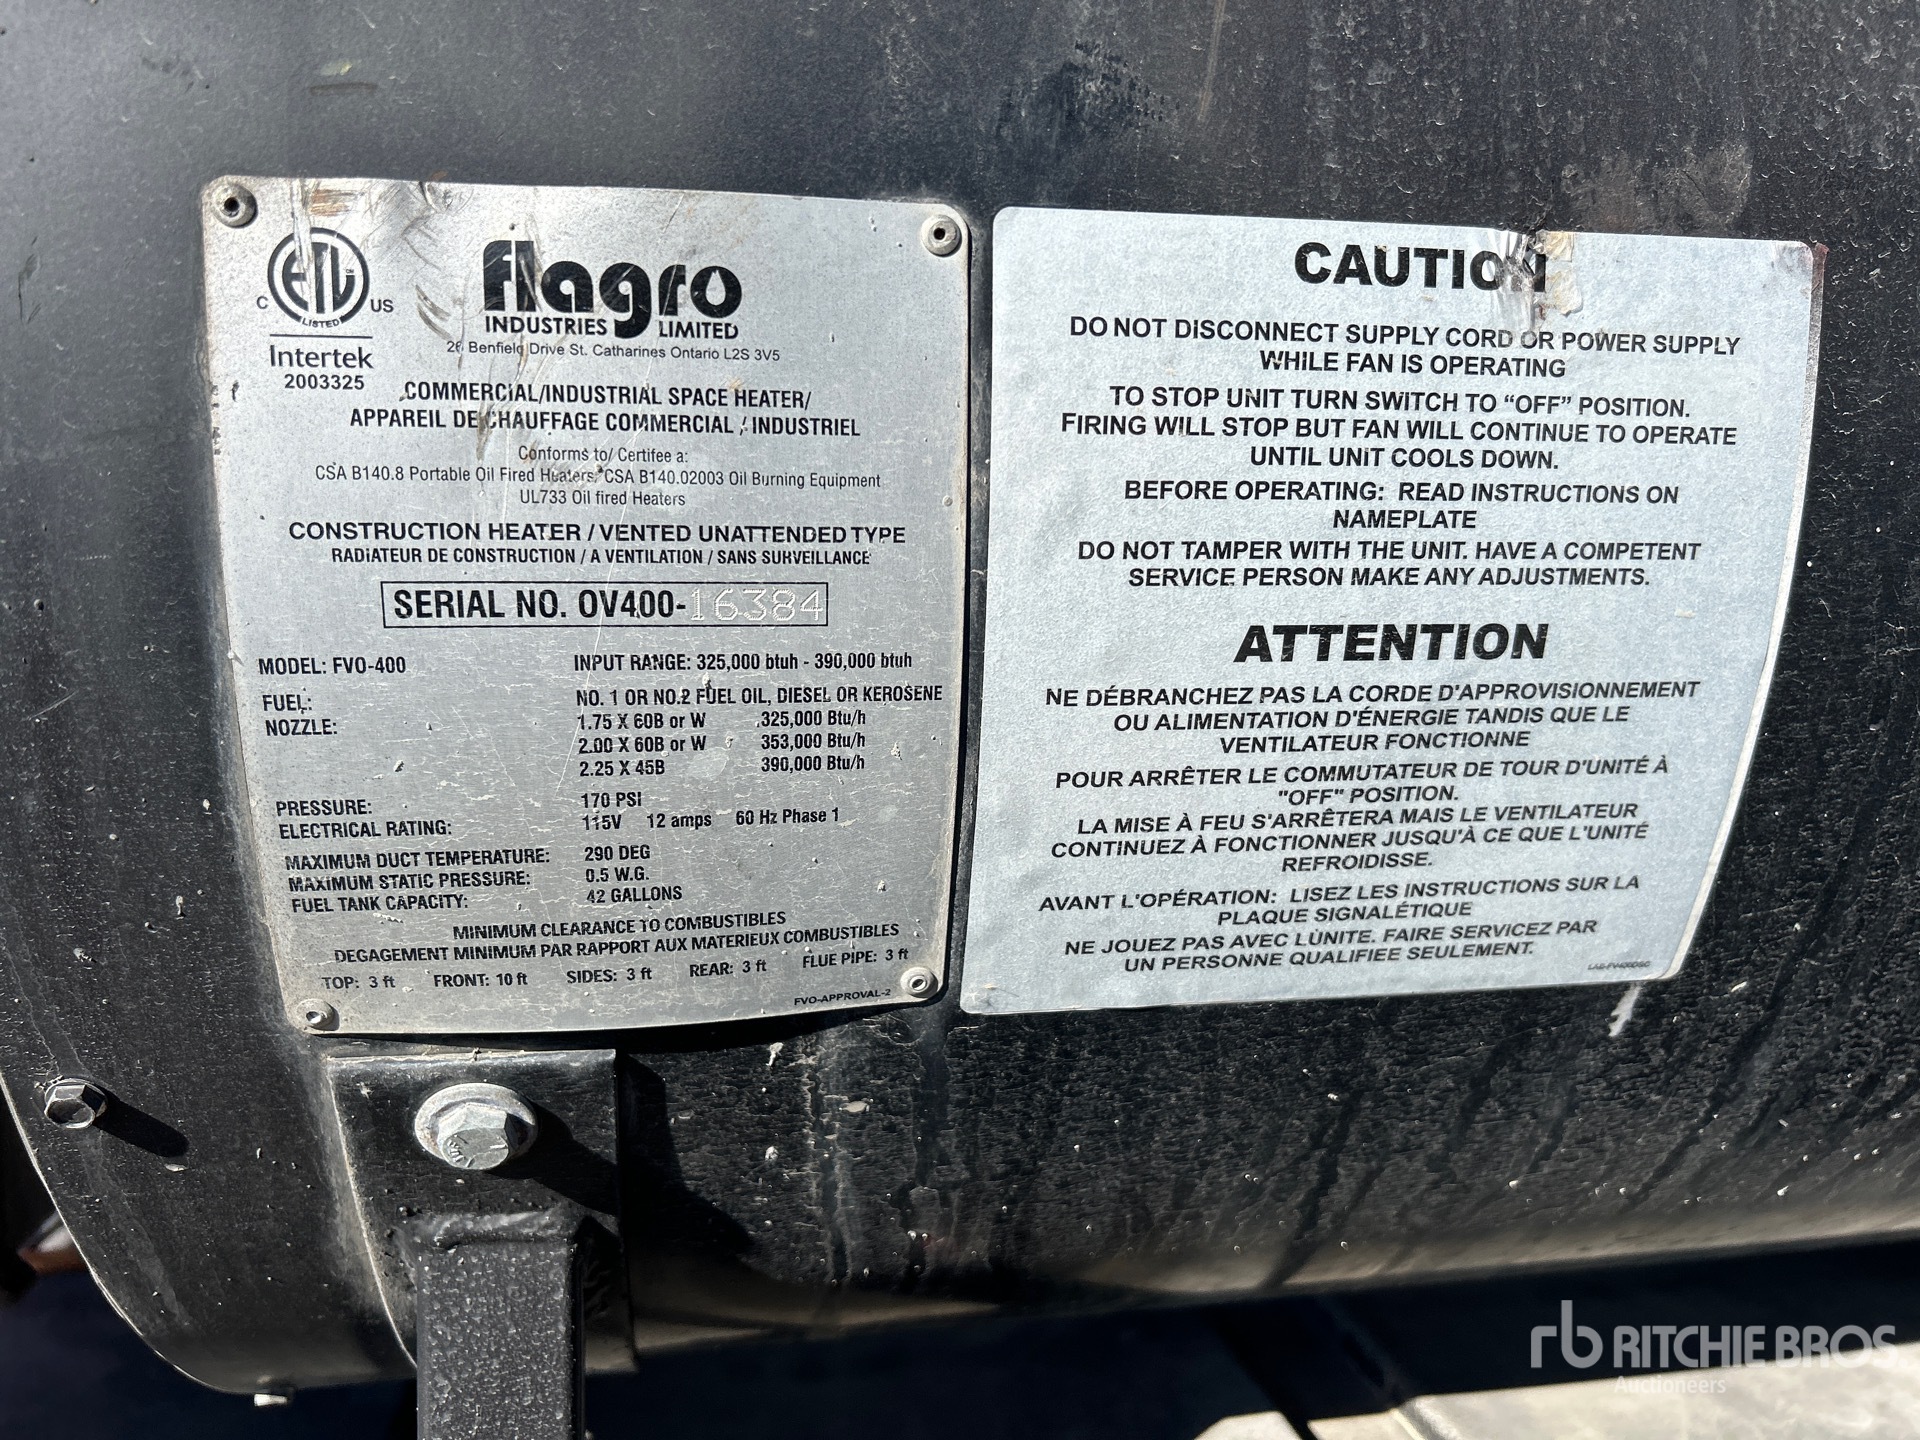 ETL
CM
LISTED
C
US
Intertek
2003325
flagro
INDUSTRIES LIMITED
26 Benfield Drive St. Catharines Ontario L2S 3V5
COMMERCIAL/INDUSTRIAL SPACE HEATER/
APPAREIL DE CHAUFFAGE COMMERCIAL / INDUSTRIEL
Conforms to/ Certifee a:
CSA B140.8 Portable Oil Fired Heaters, CSA B140.02003 Oil Burning Equipment
UL733 Oil fired Heaters
CONSTRUCTION HEATER / VENTED UNATTENDED TYPE
RADIATEUR DE CONSTRUCTION / A VENTILATION / SANS SURVEILLANCE
SERIAL NO. OV400-16384
MODEL: FVO-400 INPUT RANGE: 325,000 btuh - 390,000 btuh
FUEL: NO. 1 OR NO.2 FUEL OIL, DIESEL OR KEROSENE
NOZZLE: 1.75 X 60B or W 325,000 Btu/h
2.00 X 60B or W 353,000 Btu/h
2.25 X 45B 390,000 Btu/h
PRESSURE: 170 PSI
ELECTRICAL RATING: 115V 12 amps 60 Hz Phase 1
MAXIMUM DUCT TEMPERATURE: 290 DEG
MAXIMUM STATIC PRESSURE: 0.5 W.G.
FUEL TANK CAPACITY: 42 GALLONS
MINIMUM CLEARANCE TO COMBUSTIBLES
DEGAGEMENT MINIMUM PAR RAPPORT AUX MATERIEUX COMBUSTIBLES
TOP: 3 ft FRONT: 10 ft SIDES: 3 ft REAR: 3 ft FLUE PIPE: 3 ft
FVO-APPROVAL-2
CAUTION
DO NOT DISCONNECT SUPPLY CORD OR POWER SUPPLY
WHILE FAN IS OPERATING
TO STOP UNIT TURN SWITCH TO “OFF” POSITION.
FIRING WILL STOP BUT FAN WILL CONTINUE TO OPERATE
UNTIL UNIT COOLS DOWN.
BEFORE OPERATING: READ INSTRUCTIONS ON
NAMEPLATE
DO NOT TAMPER WITH THE UNIT. HAVE A COMPETENT
SERVICE PERSON MAKE ANY ADJUSTMENTS.
ATTENTION
NE DÉBRANCHEZ PAS LA CORDE D'APPROVISIONNEMENT
OU ALIMENTATION D'ÉNERGIE TANDIS QUE LE
VENTILATEUR FONCTIONNE
POUR ARRÊTER LE COMMUTATEUR DE TOUR D'UNITÉ À
"OFF" POSITION.
LA MISE À FEU S'ARRÊTERA MAIS LE VENTILATEUR
CONTINUEZ À FONCTIONNER JUSQU'À CE QUE L'UNITÉ
REFROIDISSE.
AVANT L'OPÉRATION: LISEZ LES INSTRUCTIONS SUR LA
PLAQUE SIGNALÉTIQUE
NE JOUEZ PAS AVEC LÙNITE. FAIRE SERVICEZ PAR
UN PERSONNE QUALIFIEE SEULEMENT.
rb RITCHIE BROS.
Auctioneers